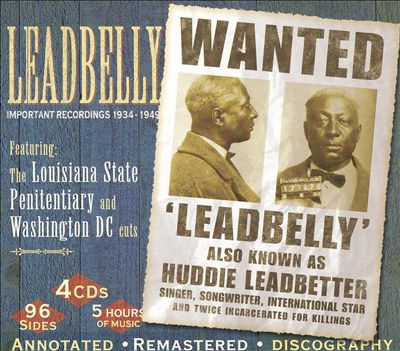 LEADBELLY
IMPORTANT RECORDINGS 1934 - 1949
Featuring:
The Louisiana State
Penitentiary and
Washington DC cuts
4 CDs
96
SIDES
5 HOURS
OF MUSIC
ANNOTATED · REMASTERED · DISCOGRAPHY
WANTED
'LEADBELLY'
ALSO KNOWN AS
HUDDIE LEADBETTER
SINGER, SONGWRITER, INTERNATIONAL STAR
AND TWICE INCARCERATED FOR KILLINGS